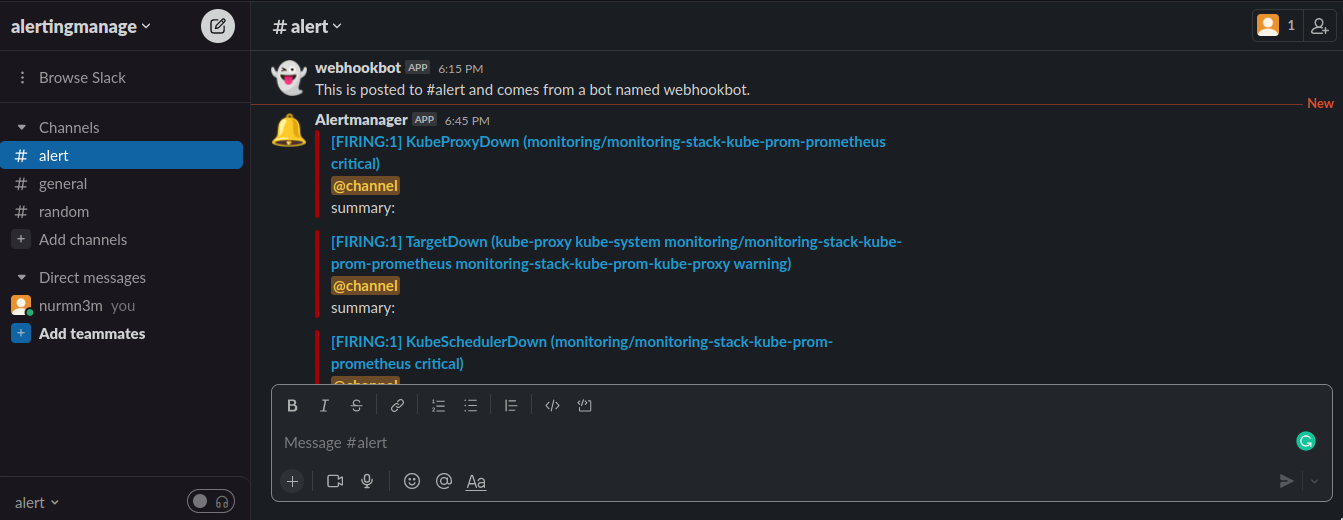 alertingmanage
Browse Slack
Channels
# alert
# general
# random
+ Add channels
Direct messages
nurmn3m you
+ Add teammates
alert
# alert
1
webhookbot APP 6:15 PM
This is posted to #alert and comes from a bot named webhookbot.
New
Alertmanager APP 6:45 PM
[FIRING:1] KubeProxyDown (monitoring/monitoring-stack-kube-prom-prometheus
critical)
@channel
summary:
[FIRING:1] TargetDown (kube-proxy kube-system monitoring/monitoring-stack-kube-
prom-prometheus monitoring-stack-kube-prom-kube-proxy warning)
@channel
summary:
[FIRING:1] KubeSchedulerDown (monitoring/monitoring-stack-kube-prom-
prometheus critical)
@channel
B I S
Message #alert
Aa